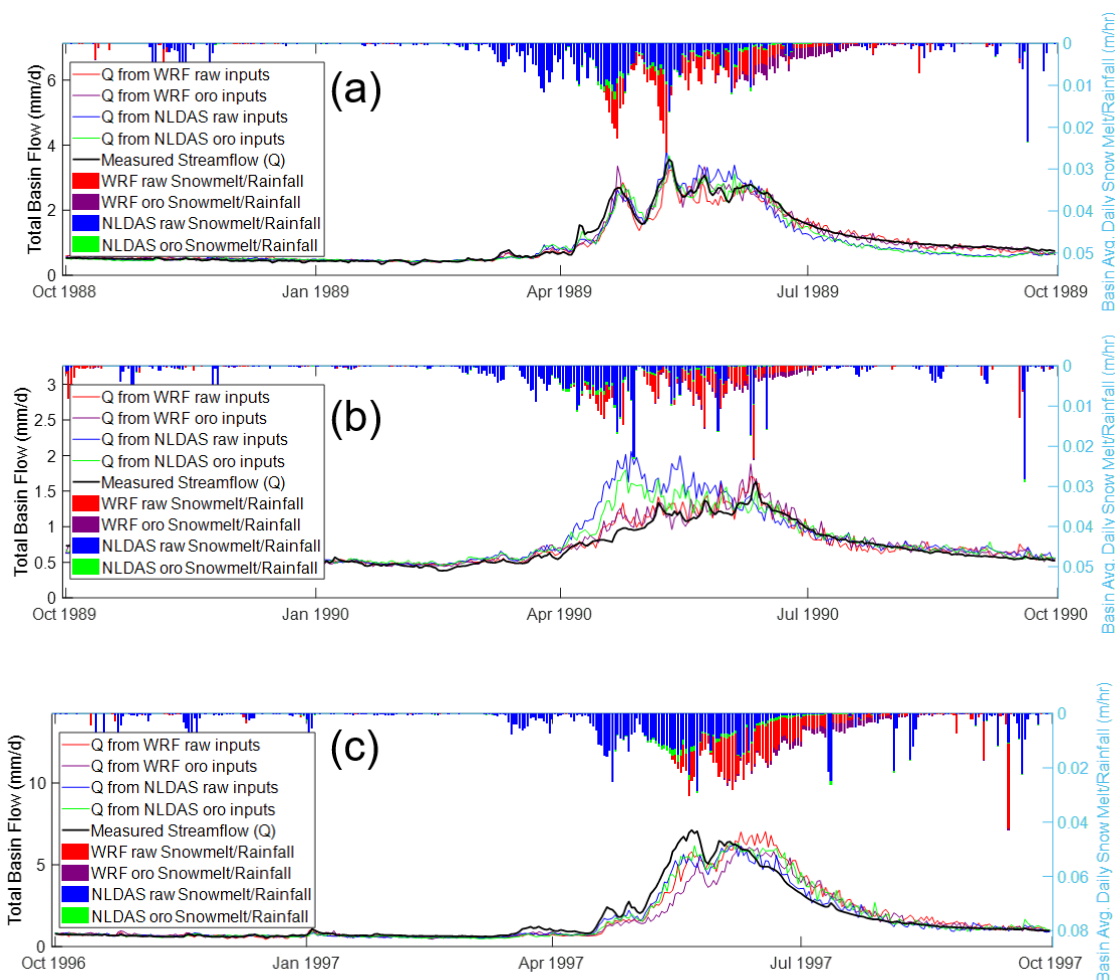 (a)
6
4
2
0
Total Basin Flow (mm/d)
Q from WRF raw inputs
Q from WRF oro inputs
Q from NLDAS raw inputs
Q from NLDAS oro inputs
Measured Streamflow (Q)
WRF raw Snowmelt/Rainfall
WRF oro Snowmelt/Rainfall
NLDAS raw Snowmelt/Rainfall
NLDAS oro Snowmelt/Rainfall
0
0.01
0.02
0.03
0.04
0.05
Basin Avg. Daily Snow Melt/Rainfall (m/hr)
Oct 1988
Jan 1989
Apr 1989
Jul 1989
Oct 1989
(b)
3
2.5
2
1.5
1
0.5
0
Total Basin Flow (mm/d)
Q from WRF raw inputs
Q from WRF oro inputs
Q from NLDAS raw inputs
Q from NLDAS oro inputs
Measured Streamflow (Q)
WRF raw Snowmelt/Rainfall
WRF oro Snowmelt/Rainfall
NLDAS raw Snowmelt/Rainfall
NLDAS oro Snowmelt/Rainfall
0
0.01
0.02
0.03
0.04
0.05
Basin Avg. Daily Snow Melt/Rainfall (m/hr)
Oct 1989
Jan 1990
Apr 1990
Jul 1990
Oct 1990
(c)
10
5
0
Total Basin Flow (mm/d)
Q from WRF raw inputs
Q from WRF oro inputs
Q from NLDAS raw inputs
Q from NLDAS oro inputs
Measured Streamflow (Q)
WRF raw Snowmelt/Rainfall
WRF oro Snowmelt/Rainfall
NLDAS raw Snowmelt/Rainfall
NLDAS oro Snowmelt/Rainfall
0
0.02
0.04
0.06
0.08
Basin Avg. Daily Snow Melt/Rainfall (m/hr)
Oct 1996
Jan 1997
Apr 1997
Jul 1997
Oct 1997